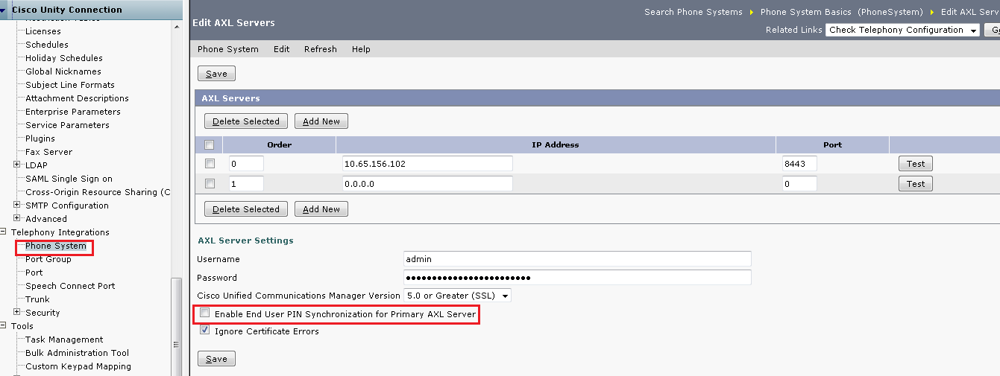 Cisco Unity Connection
Licenses
Schedules
Holiday Schedules
Global Nicknames
Subject Line Formats
Attachment Descriptions
Enterprise Parameters
Service Parameters
Plugins
Fax Server
LDAP
SAML Single Sign on
Cross-Origin Resource Sharing (C
SMTP Configuration
Advanced
Telephony Integrations
Phone System
Port Group
Port
Speech Connect Port
Trunk
Security
Tools
Task Management
Bulk Administration Tool
Custom Keypad Mapping
Search Phone Systems Phone System Basics (PhoneSystem) Edit AXL Serv
Edit AXL Servers
Related Links Check Telephony Configuration G
Phone System Edit Refresh Help
Save
AXL Servers
Delete Selected Add New
Order IP Address Port
0 10.65.156.102 8443 Test
1 0.0.0.0 0 Test
Delete Selected Add New
AXL Server Settings
Username admin
Password
Cisco Unified Communications Manager Version 5.0 or Greater (SSL)
Enable End User PIN Synchronization for Primary AXL Server
Ignore Certificate Errors
Save